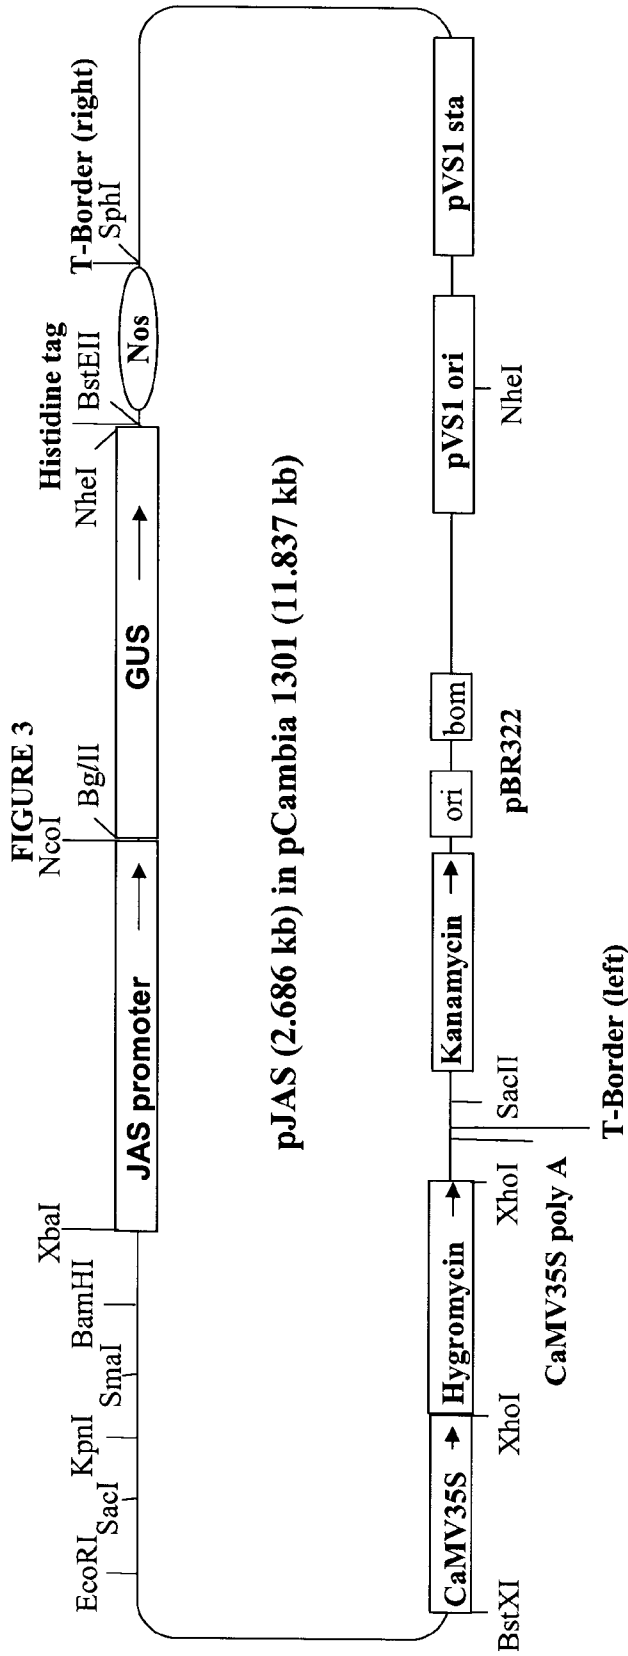 FIGURE 3
EcoRI
SacI
KpnI
SmaI
BamHI
XbaI
NcoI
BglII
NheI
Histidine tag
BstEII
T-Border (right)
SphI
JAS promoter
GUS
Nos
pJAS (2.686 kb) in pCambia 1301 (11.837 kb)
CaMV35S
Hygromycin
Kanamycin
ori
bom
pVS1 ori
pVS1 sta
BstXI
XhoI
XhoI
SacII
pBR322
NheI
CaMV35S poly A
T-Border (left)